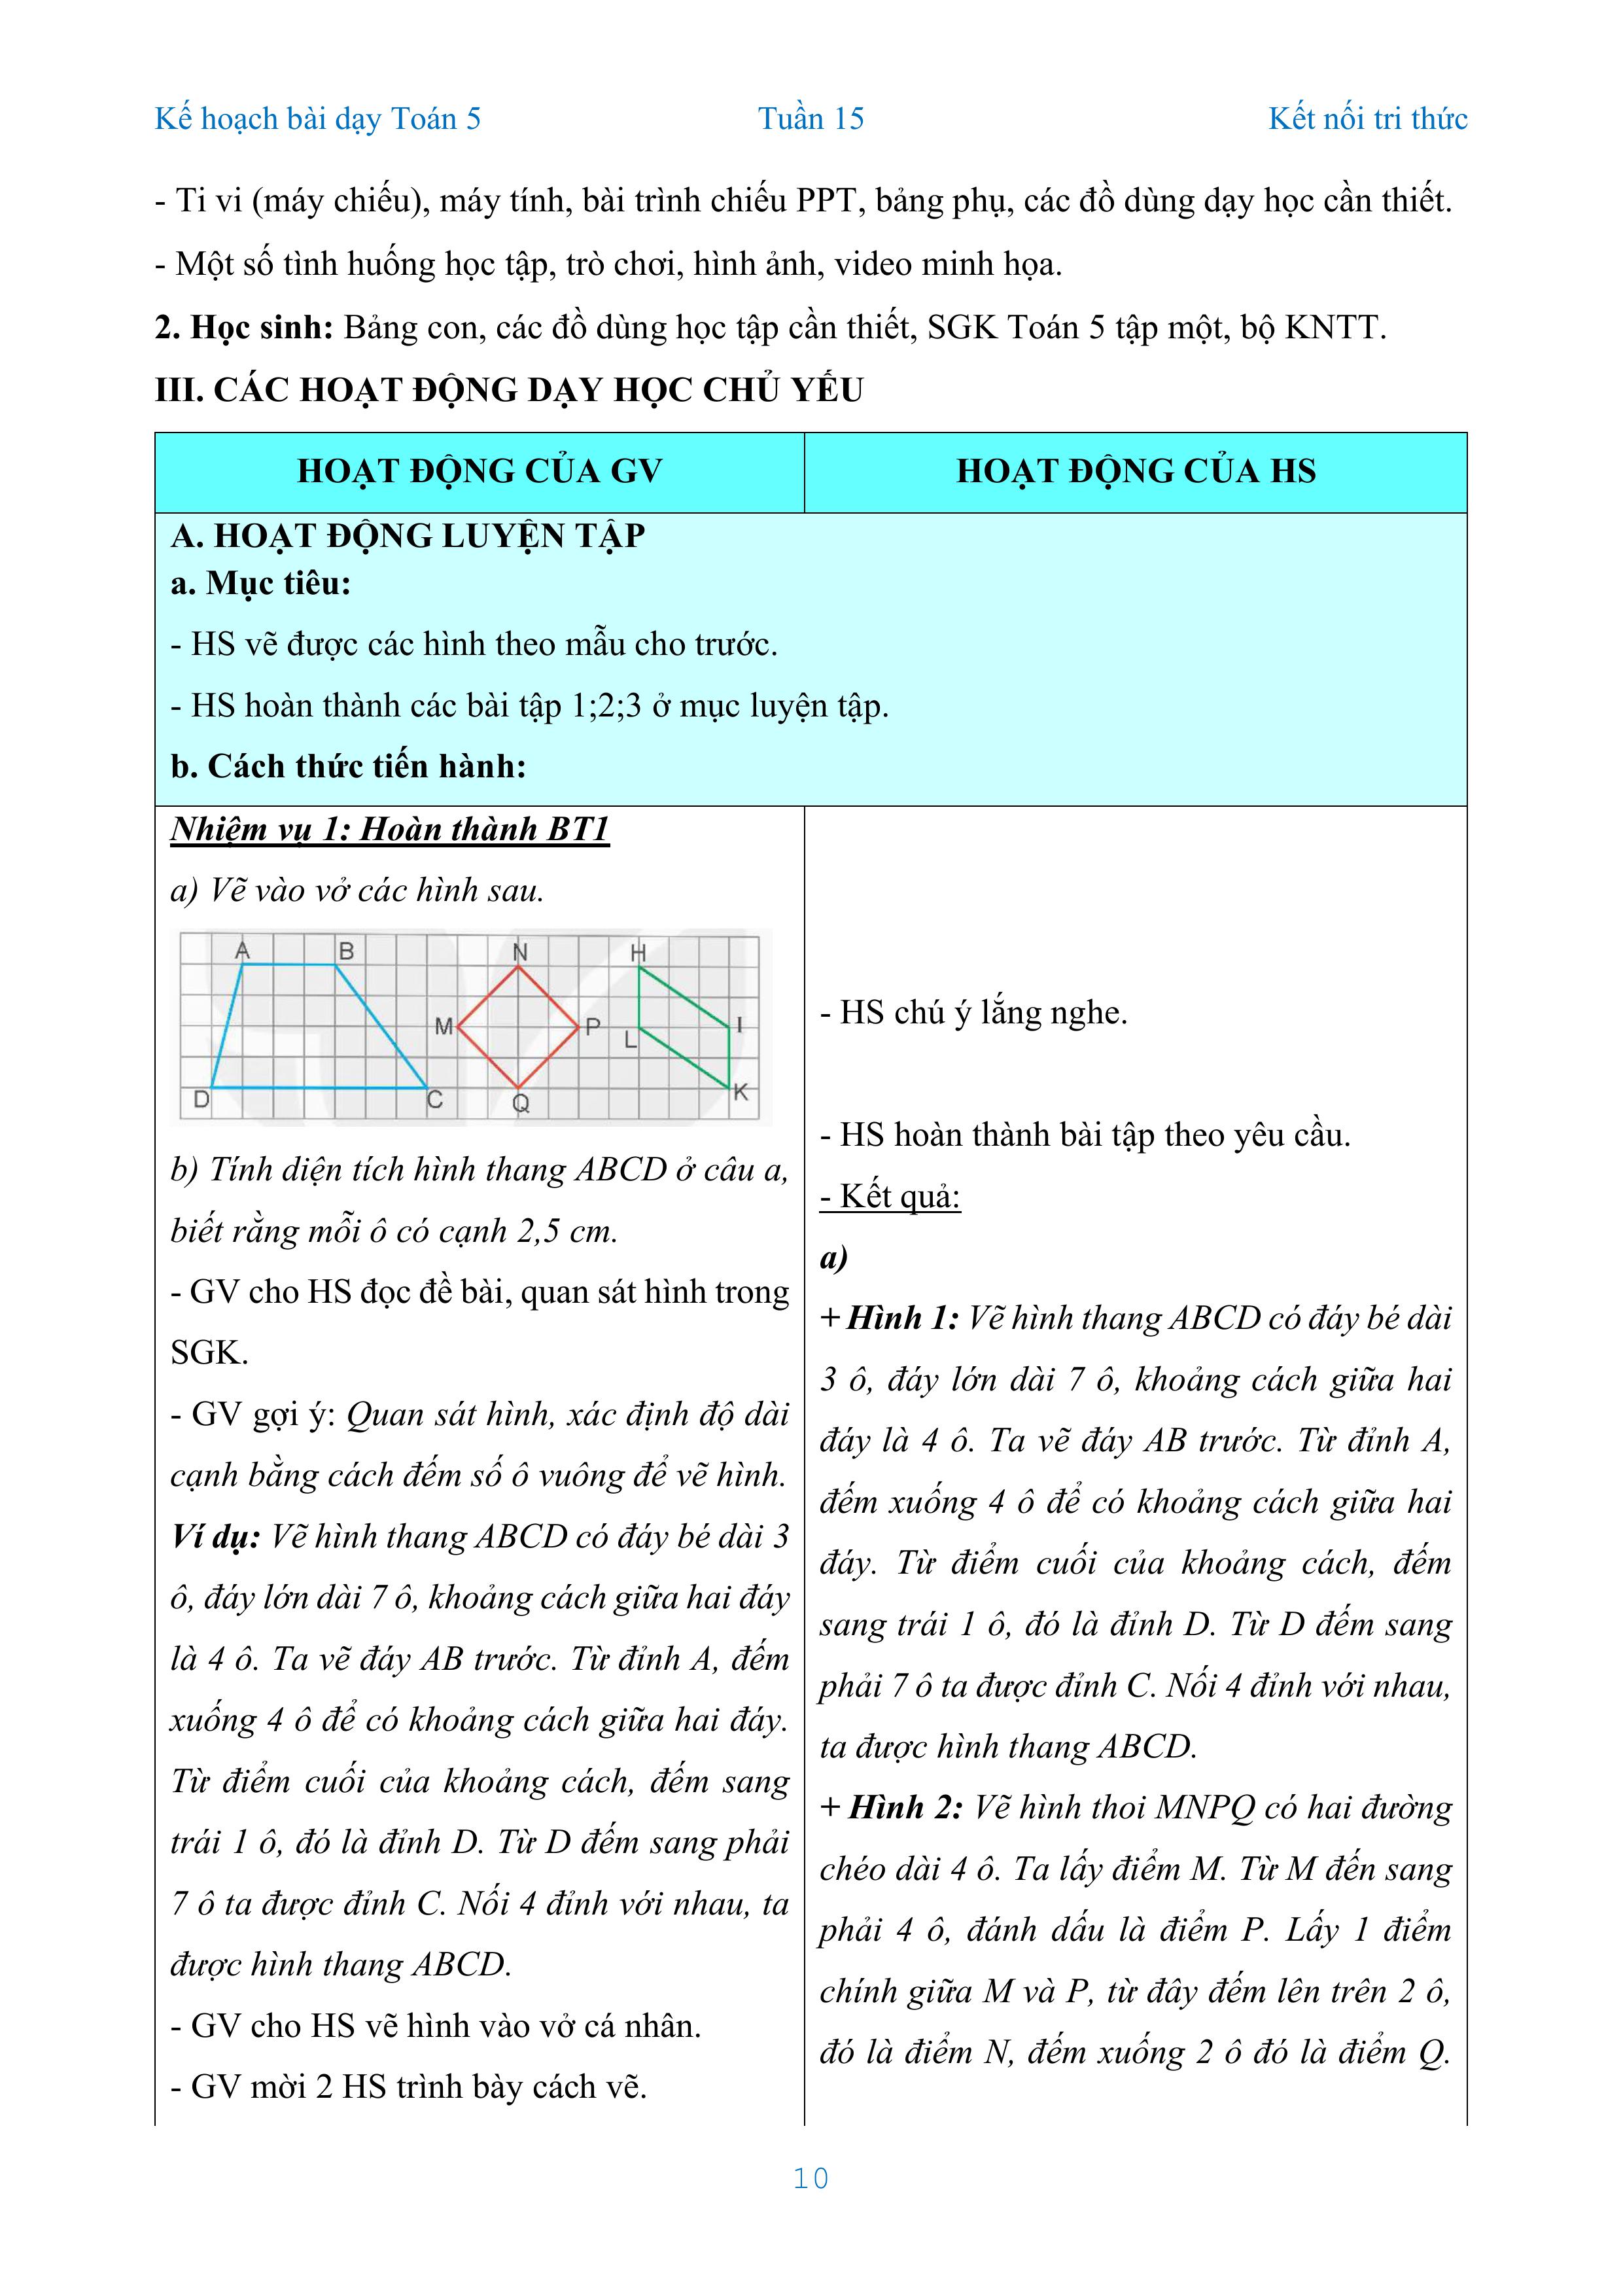 Kế hoạch bài dạy Toán 5 Tuần 15 Kết nối tri thức
- Ti vi (máy chiếu), máy tính, bài trình chiếu PPT, bảng phụ, các đồ dùng dạy học cần thiết.
- Một số tình huống học tập, trò chơi, hình ảnh, video minh họa.
2. Học sinh: Bảng con, các đồ dùng học tập cần thiết, SGK Toán 5 tập một, bộ KNTT.
III. CÁC HOẠT ĐỘNG DẠY HỌC CHỦ YẾU
HOẠT ĐỘNG CỦA GV
HOẠT ĐỘNG CỦA HS
A. HOẠT ĐỘNG LUYỆN TẬP
a. Mục tiêu:
- HS vẽ được các hình theo mẫu cho trước.
- HS hoàn thành các bài tập 1;2;3 ở mục luyện tập.
b. Cách thức tiến hành:
Nhiệm vụ 1: Hoàn thành BT1
a) Vẽ vào vở các hình sau.
A B N H
M P L I
D C Q K
b) Tính diện tích hình thang ABCD ở câu a,
biết rằng mỗi ô có cạnh 2,5 cm.
- GV cho HS đọc đề bài, quan sát hình trong
SGK.
- GV gợi ý: Quan sát hình, xác định độ dài
cạnh bằng cách đếm số ô vuông để vẽ hình.
Ví dụ: Vẽ hình thang ABCD có đáy bé dài 3
ô, đáy lớn dài 7 ô, khoảng cách giữa hai đáy
là 4 ô. Ta vẽ đáy AB trước. Từ đỉnh A, đếm
xuống 4 ô để có khoảng cách giữa hai đáy.
Từ điểm cuối của khoảng cách, đếm sang
trái 1 ô, đó là đỉnh D. Từ D đếm sang phải
7 ô ta được đỉnh C. Nối 4 đỉnh với nhau, ta
được hình thang ABCD.
- GV cho HS vẽ hình vào vở cá nhân.
- GV mời 2 HS trình bày cách vẽ.
- HS chú ý lắng nghe.
- HS hoàn thành bài tập theo yêu cầu.
- Kết quả:
a)
+ Hình 1: Vẽ hình thang ABCD có đáy bé dài
3 ô, đáy lớn dài 7 ô, khoảng cách giữa hai
đáy là 4 ô. Ta vẽ đáy AB trước. Từ đỉnh A,
đếm xuống 4 ô để có khoảng cách giữa hai
đáy. Từ điểm cuối của khoảng cách, đếm
sang trái 1 ô, đó là đỉnh D. Từ D đếm sang
phải 7 ô ta được đỉnh C. Nối 4 đỉnh với nhau,
ta được hình thang ABCD.
+ Hình 2: Vẽ hình thoi MNPQ có hai đường
chéo dài 4 ô. Ta lấy điểm M. Từ M đến sang
phải 4 ô, đánh dấu là điểm P. Lấy 1 điểm
chính giữa M và P, từ đây đếm lên trên 2 ô,
đó là điểm N, đếm xuống 2 ô đó là điểm Q.
10